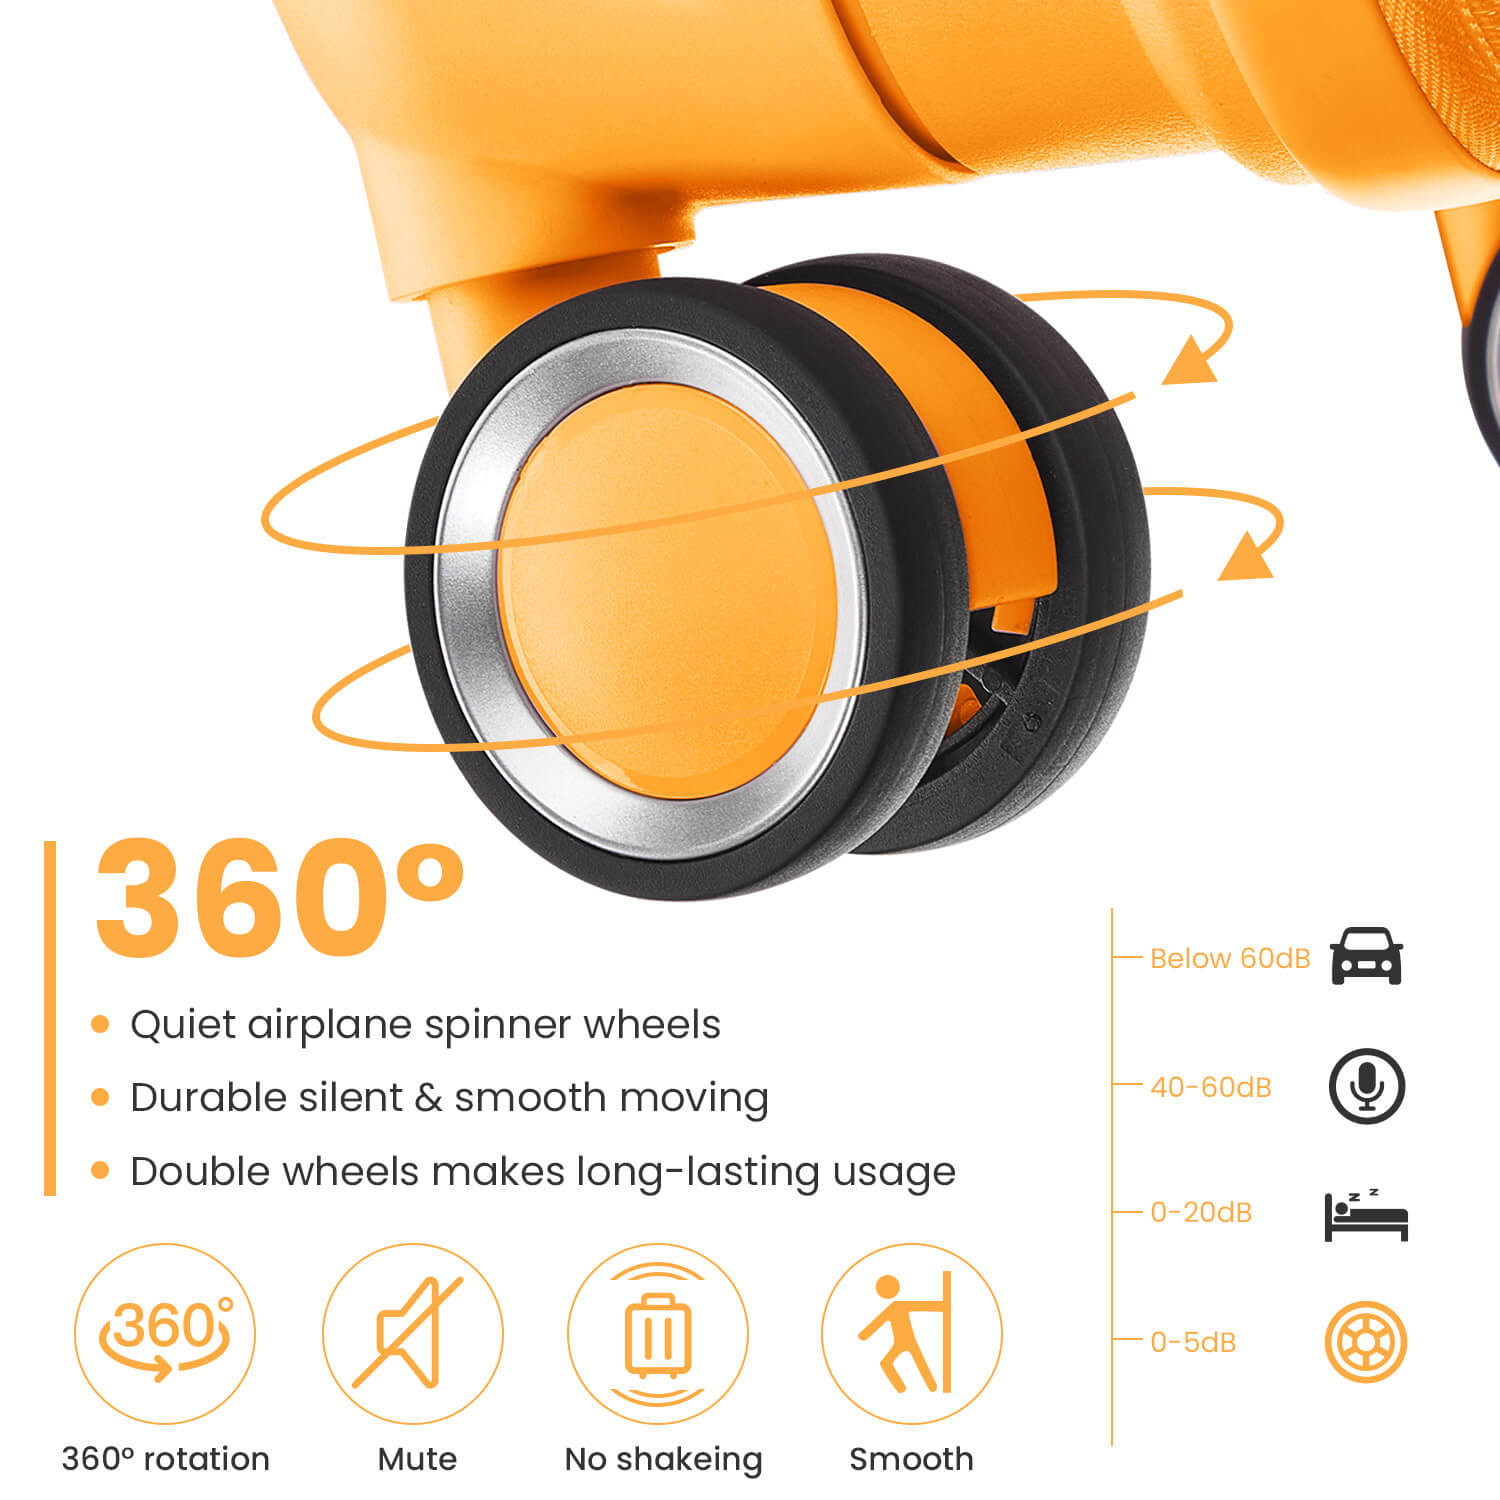 360°
• Quiet airplane spinner wheels
• Durable silent & smooth moving
• Double wheels makes long-lasting usage
Below 60dB
40-60dB
0-20dB
0-5dB
360°
360° rotation
Mute
No shakeing
Smooth